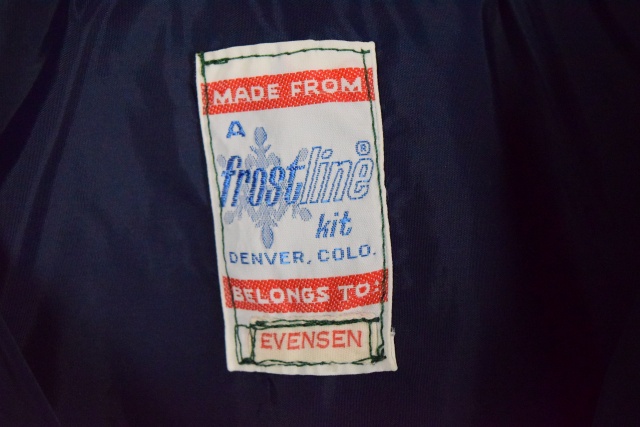 MADE FROM
A
frostline®
kit
DENVER, COLO.
BELONGS TO:
EVENSEN